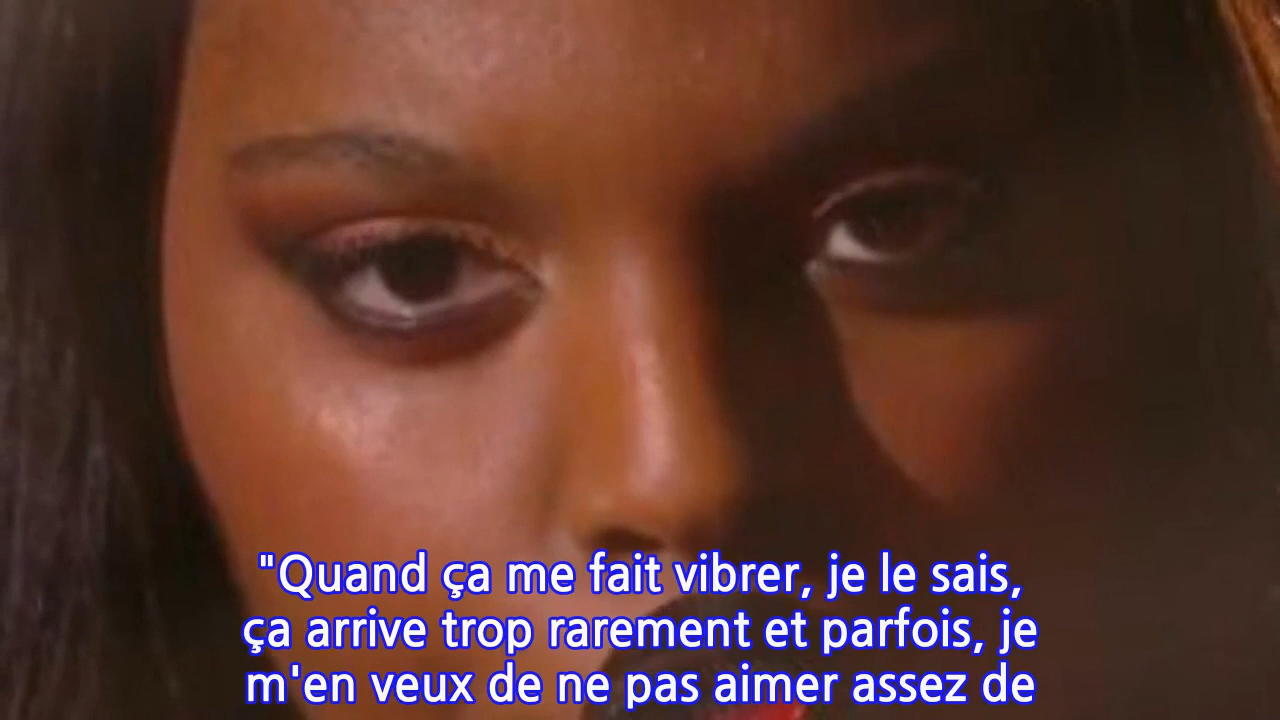 "Quand ça me fait vibrer, je le sais,
ça arrive trop rarement et parfois, je
m'en veux de ne pas aimer assez de